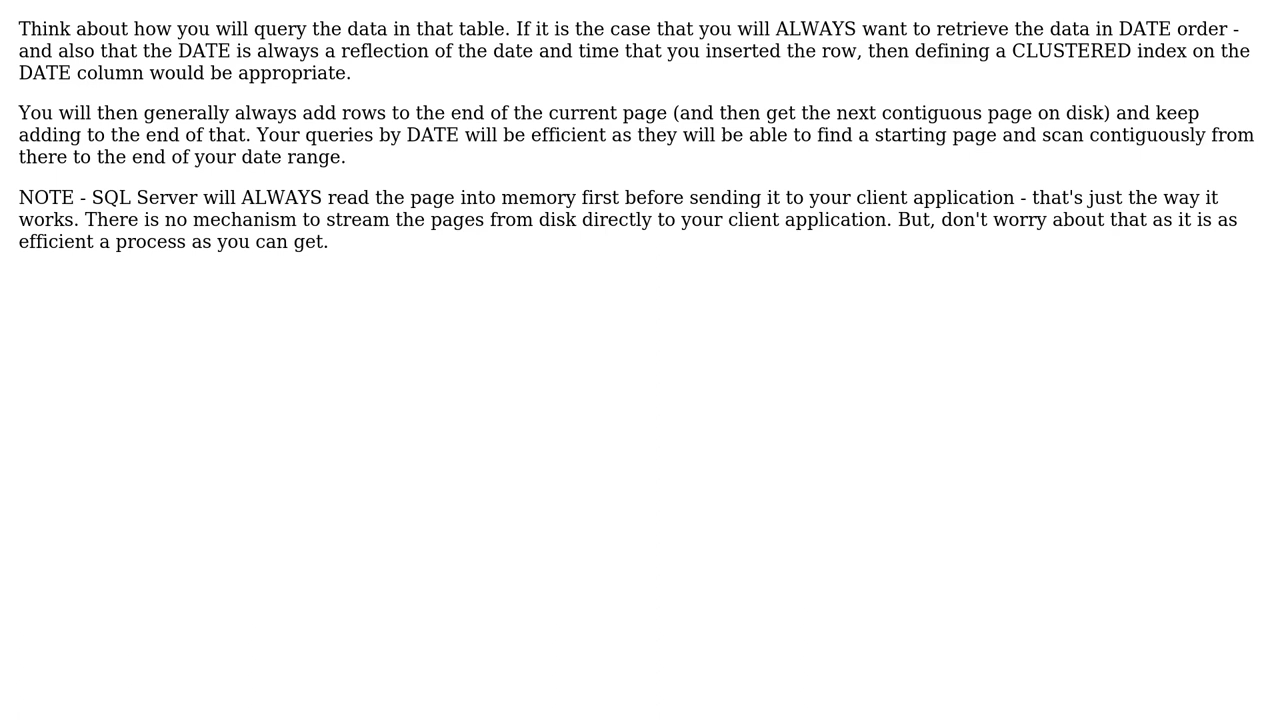 Think about how you will query the data in that table. If it is the case that you will ALWAYS want to retrieve the data in DATE order -
and also that the DATE is always a reflection of the date and time that you inserted the row, then defining a CLUSTERED index on the
DATE column would be appropriate.
You will then generally always add rows to the end of the current page (and then get the next contiguous page on disk) and keep
adding to the end of that. Your queries by DATE will be efficient as they will be able to find a starting page and scan contiguously from
there to the end of your date range.
NOTE - SQL Server will ALWAYS read the page into memory first before sending it to your client application - that's just the way it
works. There is no mechanism to stream the pages from disk directly to your client application. But, don't worry about that as it is as
efficient a process as you can get.